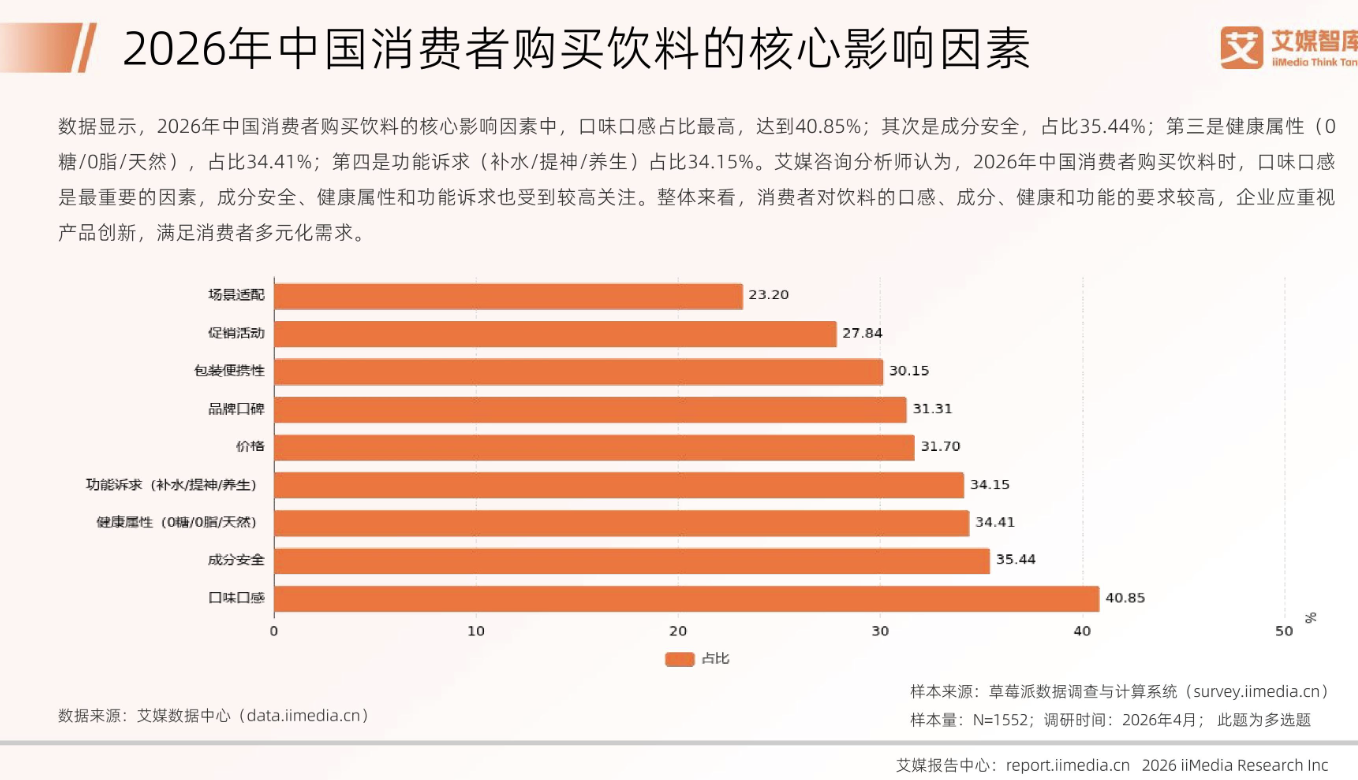 2026年中国消费者购买饮料的核心影响因素
艾媒智库
iiMedia Think Tan
数据显示，2026年中国消费者购买饮料的核心影响因素中，口味口感占比最高，达到40.85%；其次是成分安全，占比35.44%；第三是健康属性（0
糖/0脂/天然），占比34.41%；第四是功能诉求（补水/提神/养生）占比34.15%。艾媒咨询分析师认为，2026年中国消费者购买饮料时，口味口感
是最重要的因素，成分安全、健康属性和功能诉求也受到较高关注。整体来看，消费者对饮料的口感、成分、健康和功能的要求较高，企业应重视
产品创新，满足消费者多元化需求。
场景适配 23.20
促销活动 27.84
包装便携性 30.15
品牌口碑 31.31
价格 31.70
功能诉求（补水/提神/养生） 34.15
健康属性（0糖/0脂/天然） 34.41
成分安全 35.44
口味口感 40.85
%
0 10 20 30 40 50
占比
样本来源：草莓派数据调查与计算系统（survey.iimedia.cn）
数据来源：艾媒数据中心（data.iimedia.cn）
样本量：N=1552；调研时间：2026年4月； 此题为多选题
艾媒报告中心：report.iimedia.cn 2026 iiMedia Research Inc